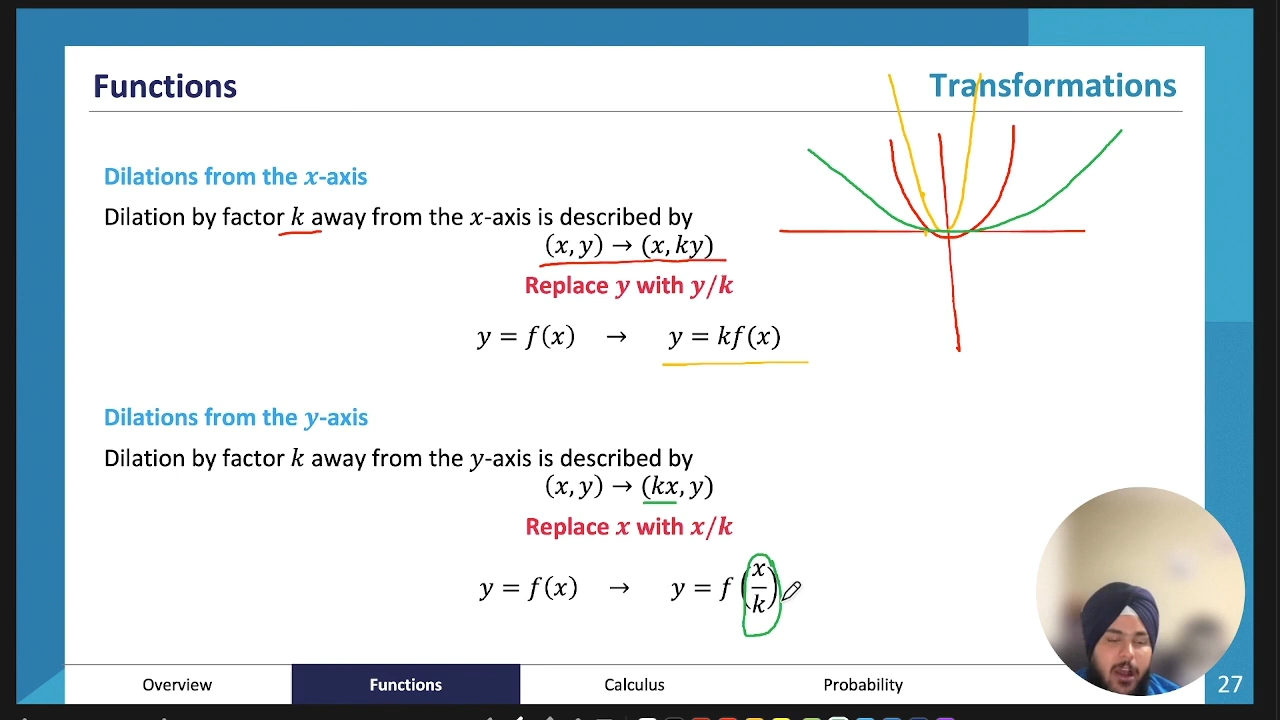 Functions
Transformations
Dilations from the x-axis
Dilation by factor k away from the x-axis is described by
(x, y) → (x, ky)
Replace y with y/k
y = f(x) → y = kf(x)
Dilations from the y-axis
Dilation by factor k away from the y-axis is described by
(x, y) → (kx, y)
Replace x with x/k
y = f(x) → y = f(x/k)
Overview Functions Calculus Probability 27